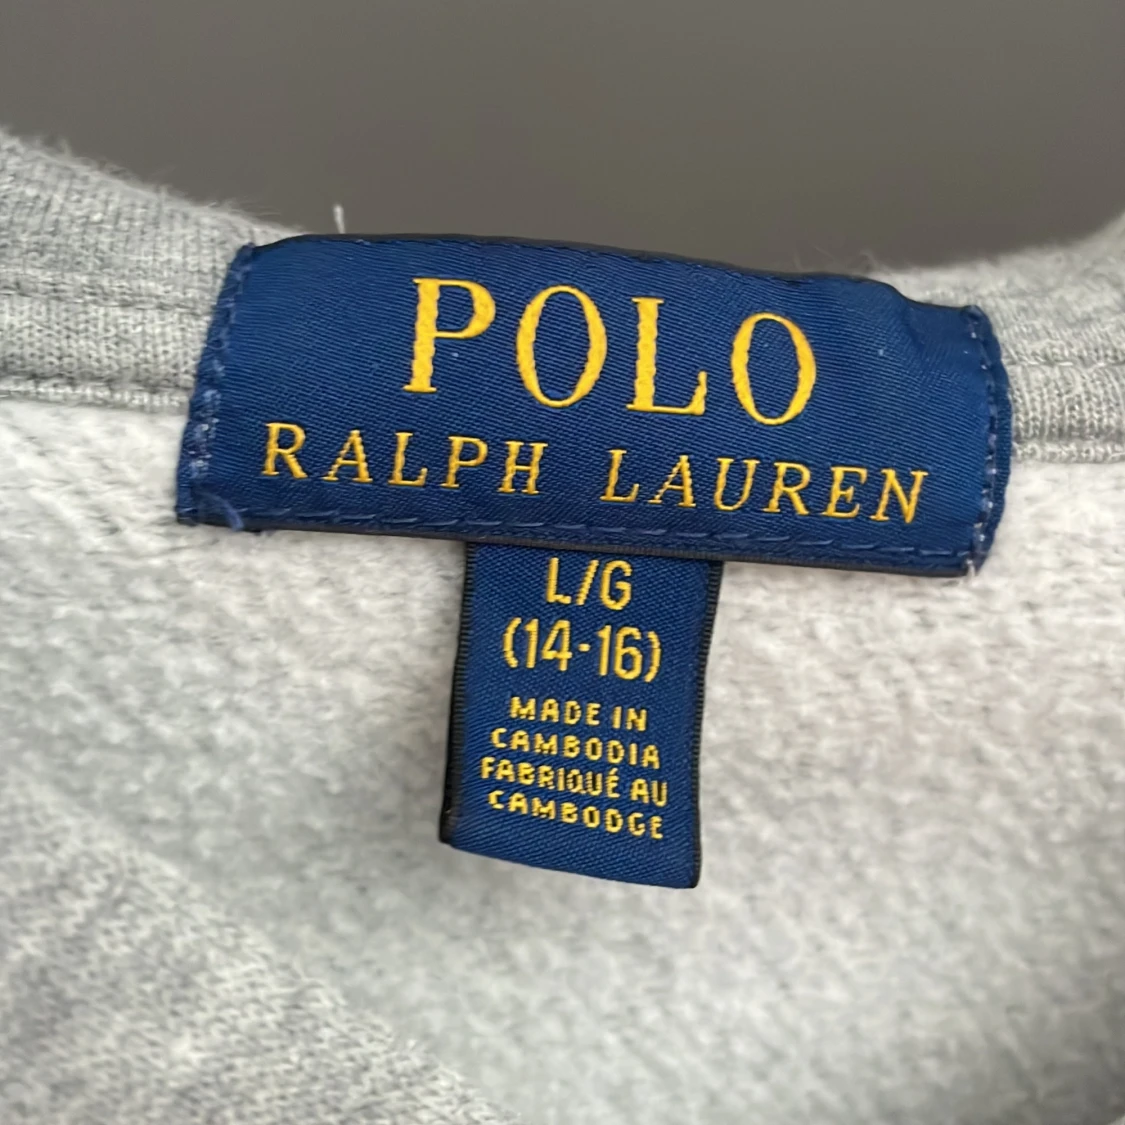 POLO
RALPH LAUREN
L/G
(14-16)
MADE IN
CAMBODIA
FABRIQUÉ AU
CAMBODGE